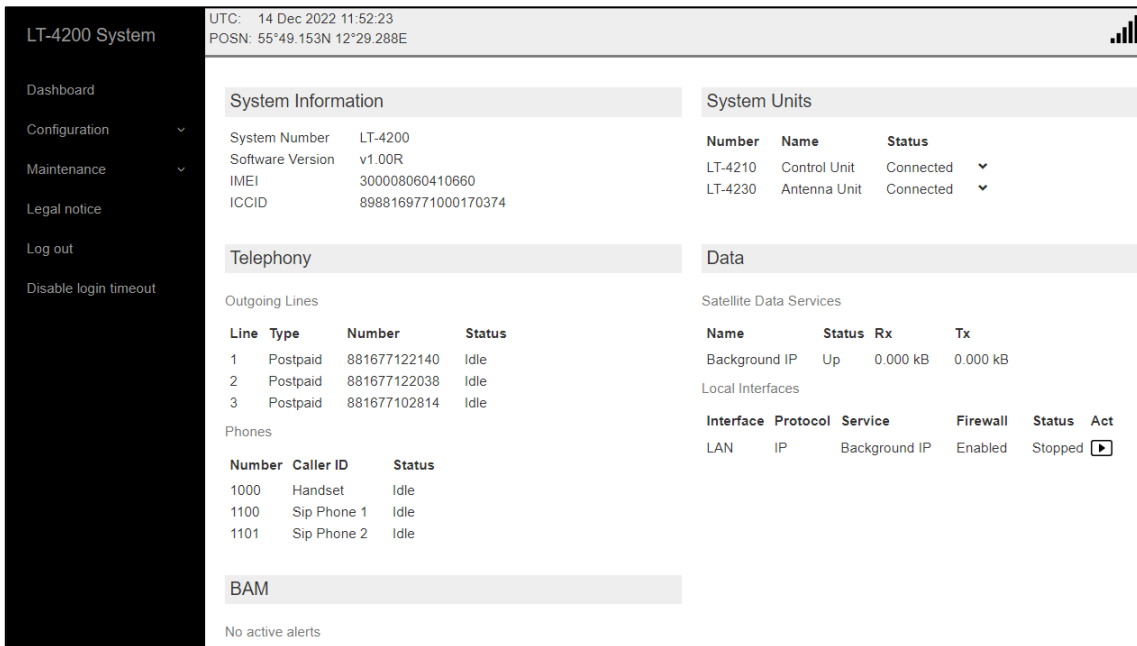 LT-4200 System
Dashboard
Configuration
Maintenance
Legal notice
Log out
Disable login timeout
UTC: 14 Dec 2022 11:52:23
POSN: 55°49.153N 12°29.288E
System Information
System Number LT-4200
Software Version v1.00R
IMEI 300008060410660
ICCID 8988169771000170374
System Units
Number Name Status
LT-4210 Control Unit Connected
LT-4230 Antenna Unit Connected
Telephony
Outgoing Lines
Line Type Number Status
1 Postpaid 881677122140 Idle
2 Postpaid 881677122038 Idle
3 Postpaid 881677102814 Idle
Phones
Number Caller ID Status
1000 Handset Idle
1100 Sip Phone 1 Idle
1101 Sip Phone 2 Idle
Data
Satellite Data Services
Name Status Rx Tx
Background IP Up 0.000 kB 0.000 kB
Local Interfaces
Interface Protocol Service Firewall Status Act
LAN IP Background IP Enabled Stopped
BAM
No active alerts